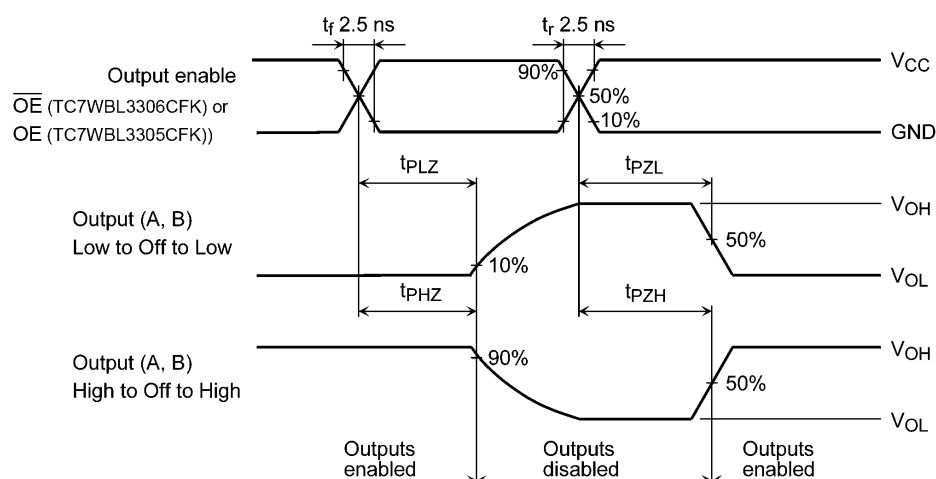 tf 2.5 ns
tr 2.5 ns
Output enable
OE (TC7WBL3306CFK) or
OE (TC7WBL3305CFK))
90%
50%
10%
VCC
GND
tPLZ
tPZL
Output (A, B)
Low to Off to Low
10%
50%
VOH
VOL
tPHZ
tPZH
Output (A, B)
High to Off to High
90%
50%
VOH
VOL
Outputs
enabled
Outputs
disabled
Outputs
enabled